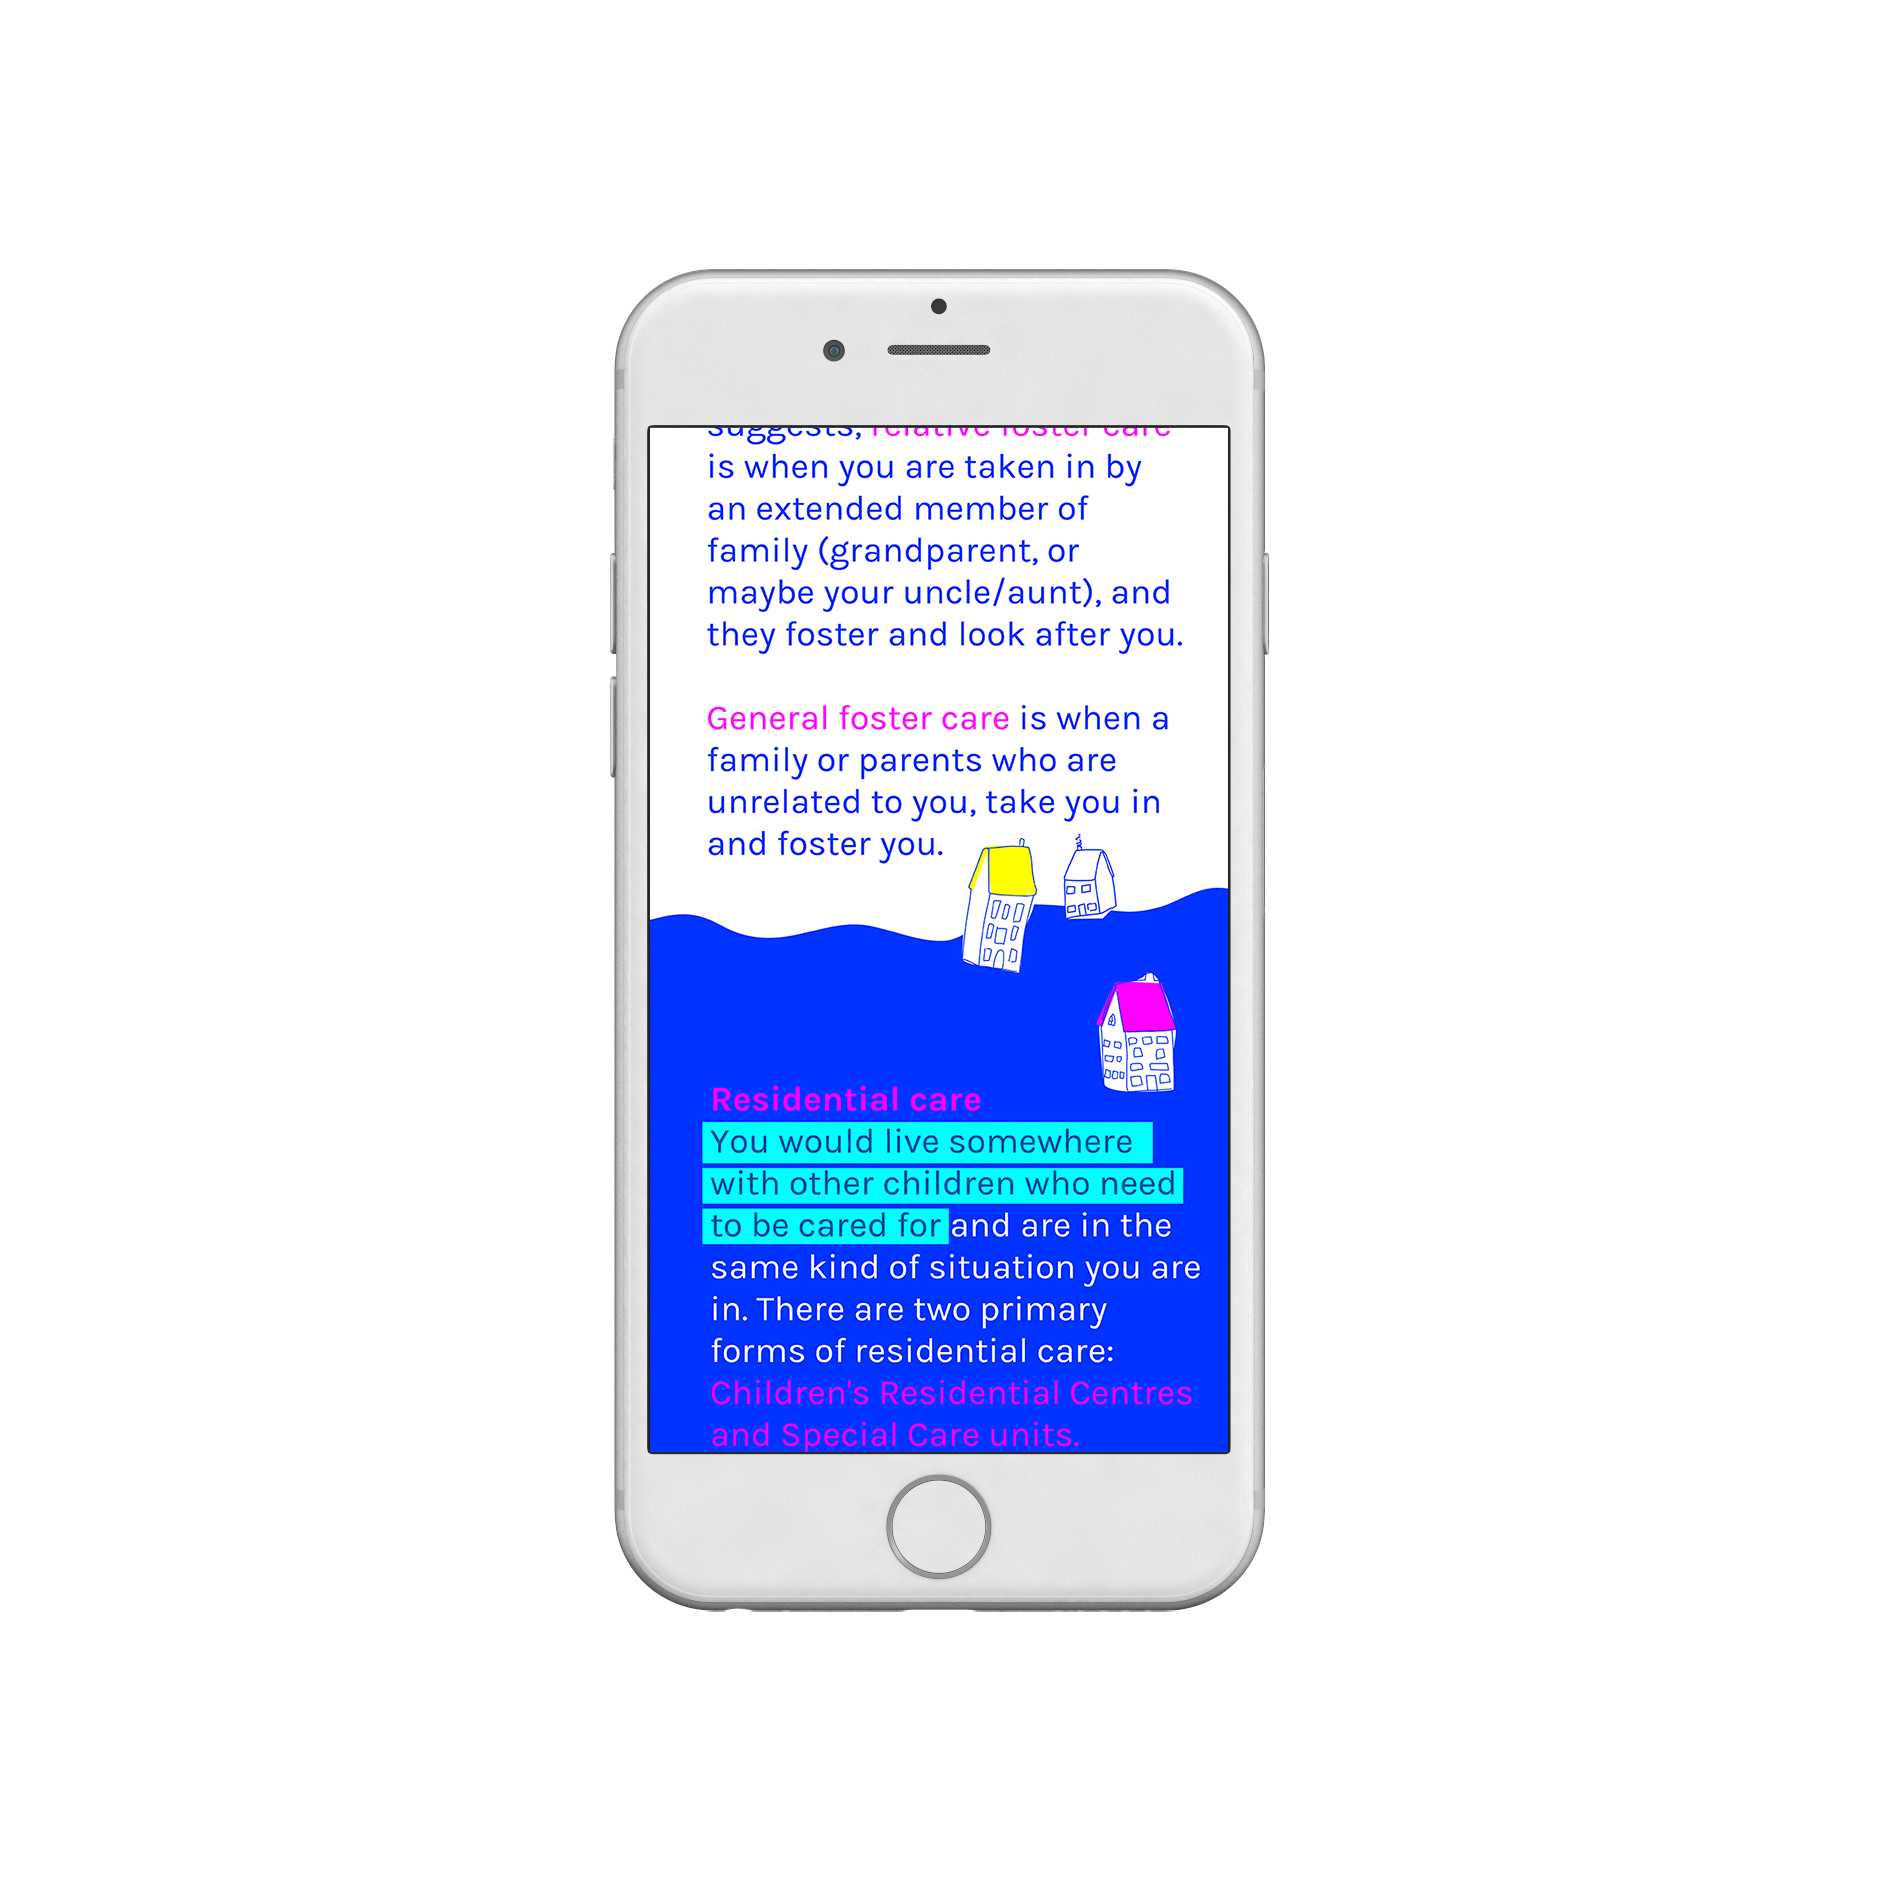 suggests, relative foster care
is when you are taken in by
an extended member of
family (grandparent, or
maybe your uncle/aunt), and
they foster and look after you.
General foster care is when a
family or parents who are
unrelated to you, take you in
and foster you.
Residential care
You would live somewhere
with other children who need
to be cared for and are in the
same kind of situation you are
in. There are two primary
forms of residential care:
Children's Residential Centres
and Special Care units.